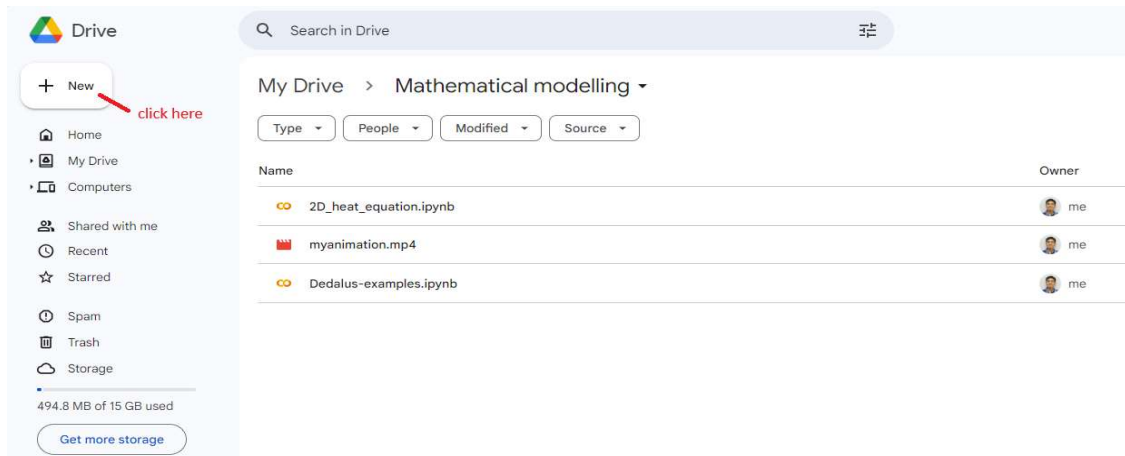 Drive
Search in Drive
New
click here
Home
My Drive
Computers
Shared with me
Recent
Starred
Spam
Trash
Storage
494.8 MB of 15 GB used
Get more storage
My Drive > Mathematical modelling
Type People Modified Source
Name Owner
2D_heat_equation.ipynb me
myanimation.mp4 me
Dedalus-examples.ipynb me